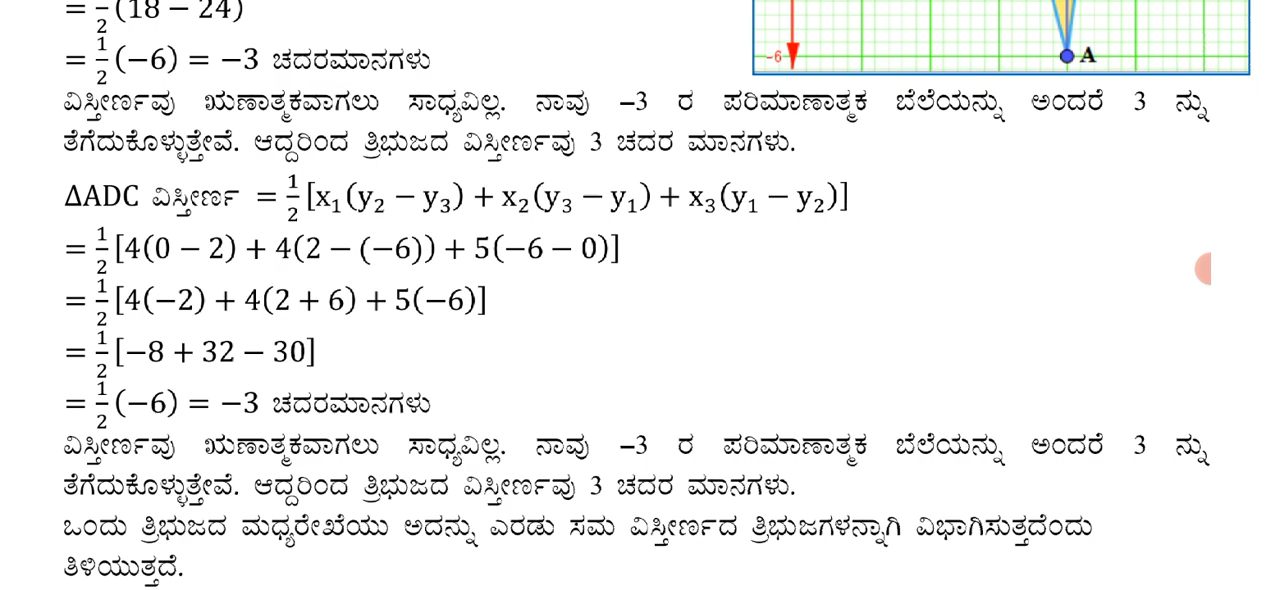 = 1/2 (18 − 24)
= 1/2 (−6) = −3 ಚದರಮಾನಗಳು
−6
A
ವಿಸ್ತೀರ್ಣವು ಋಣಾತ್ಮಕವಾಗಲು ಸಾಧ್ಯವಿಲ್ಲ. ನಾವು –3 ರ ಪರಿಮಾಣಾತ್ಮಕ ಬೆಲೆಯನ್ನು ಅಂದರೆ 3 ನ್ನು
ತೆಗೆದುಕೊಳ್ಳುತ್ತೇವೆ. ಆದ್ದರಿಂದ ತ್ರಿಭುಜದ ವಿಸ್ತೀರ್ಣವು 3 ಚದರ ಮಾನಗಳು.
ΔADC ವಿಸ್ತೀರ್ಣ = 1/2 [x₁(y₂ − y₃) + x₂(y₃ − y₁) + x₃(y₁ − y₂)]
= 1/2 [4(0 − 2) + 4(2 − (−6)) + 5(−6 − 0)]
= 1/2 [4(−2) + 4(2 + 6) + 5(−6)]
= 1/2 [−8 + 32 − 30]
= 1/2 (−6) = −3 ಚದರಮಾನಗಳು
ವಿಸ್ತೀರ್ಣವು ಋಣಾತ್ಮಕವಾಗಲು ಸಾಧ್ಯವಿಲ್ಲ. ನಾವು –3 ರ ಪರಿಮಾಣಾತ್ಮಕ ಬೆಲೆಯನ್ನು ಅಂದರೆ 3 ನ್ನು
ತೆಗೆದುಕೊಳ್ಳುತ್ತೇವೆ. ಆದ್ದರಿಂದ ತ್ರಿಭುಜದ ವಿಸ್ತೀರ್ಣವು 3 ಚದರ ಮಾನಗಳು.
ಒಂದು ತ್ರಿಭುಜದ ಮಧ್ಯರೇಖೆಯು ಅದನ್ನು ಎರಡು ಸಮ ವಿಸ್ತೀರ್ಣದ ತ್ರಿಭುಜಗಳನ್ನಾಗಿ ವಿಭಾಗಿಸುತ್ತದೆಂದು
ತಿಳಿಯುತ್ತದೆ.